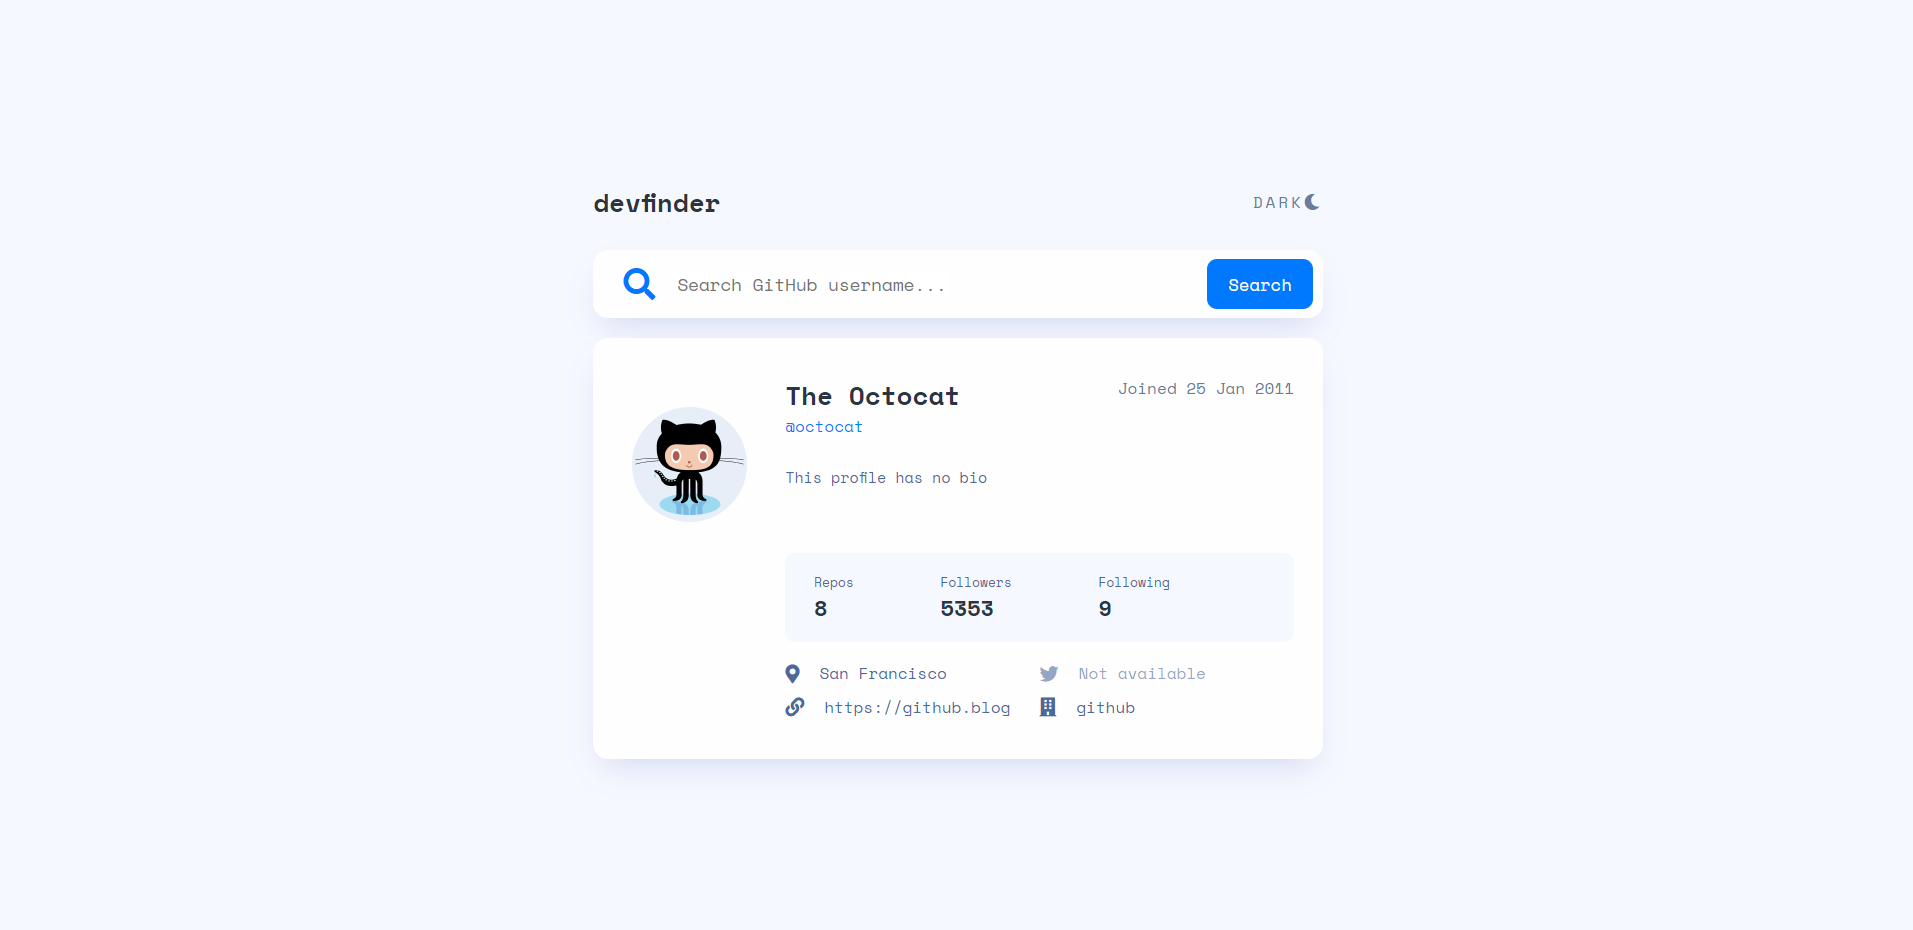 devfinder
DARK
Search GitHub username...
Search
The Octocat
Joined 25 Jan 2011
@octocat
This profile has no bio
Repos
Followers
Following
8
5353
9
San Francisco
Not available
https://github.blog
github